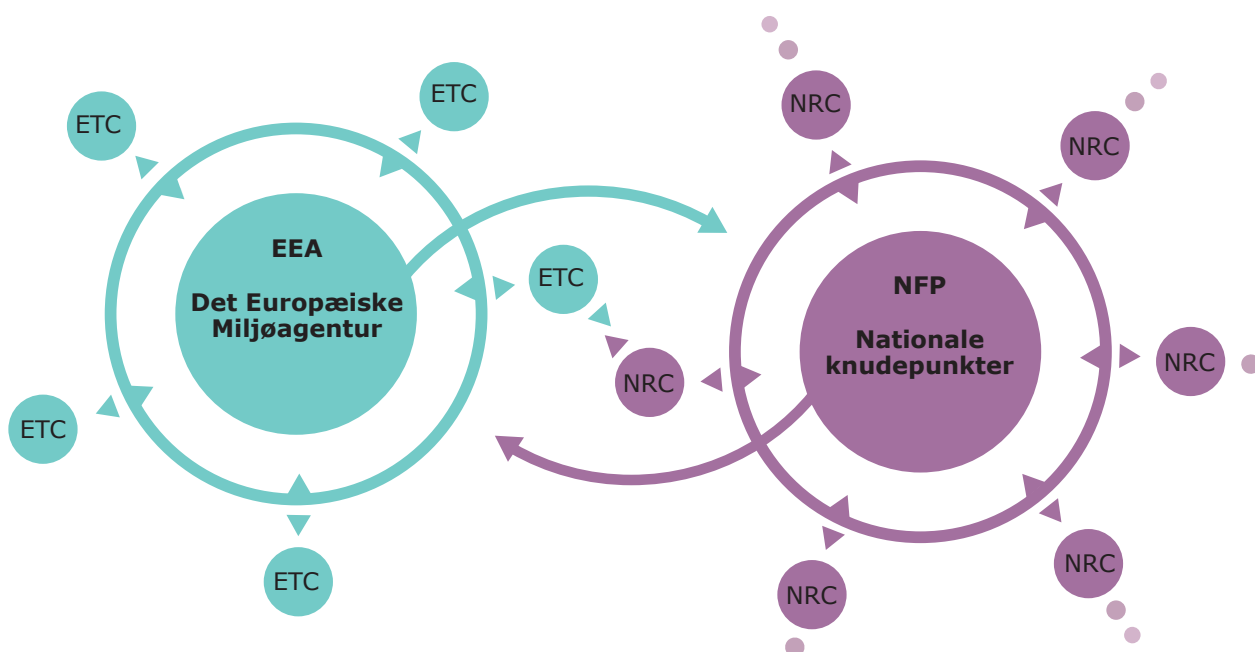 ETC
ETC
EEA
Det Europæiske
Miljøagentur
ETC
ETC
ETC
NRC
NRC
NFP
Nationale
knudepunkter
NRC
NRC
NRC
NRC